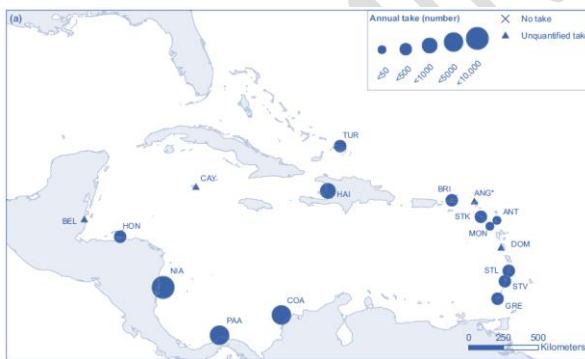 (a)
Annual take (number)
<50
<500
<1000
<5000
<10,000
No take
Unquantified take
TUR
CAY
HAI
BRI
ANG*
BEL
STK
ANT
MON
HON
DOM
NIA
STL
STV
COA
GRE
PAA
0 250 500
Kilometers